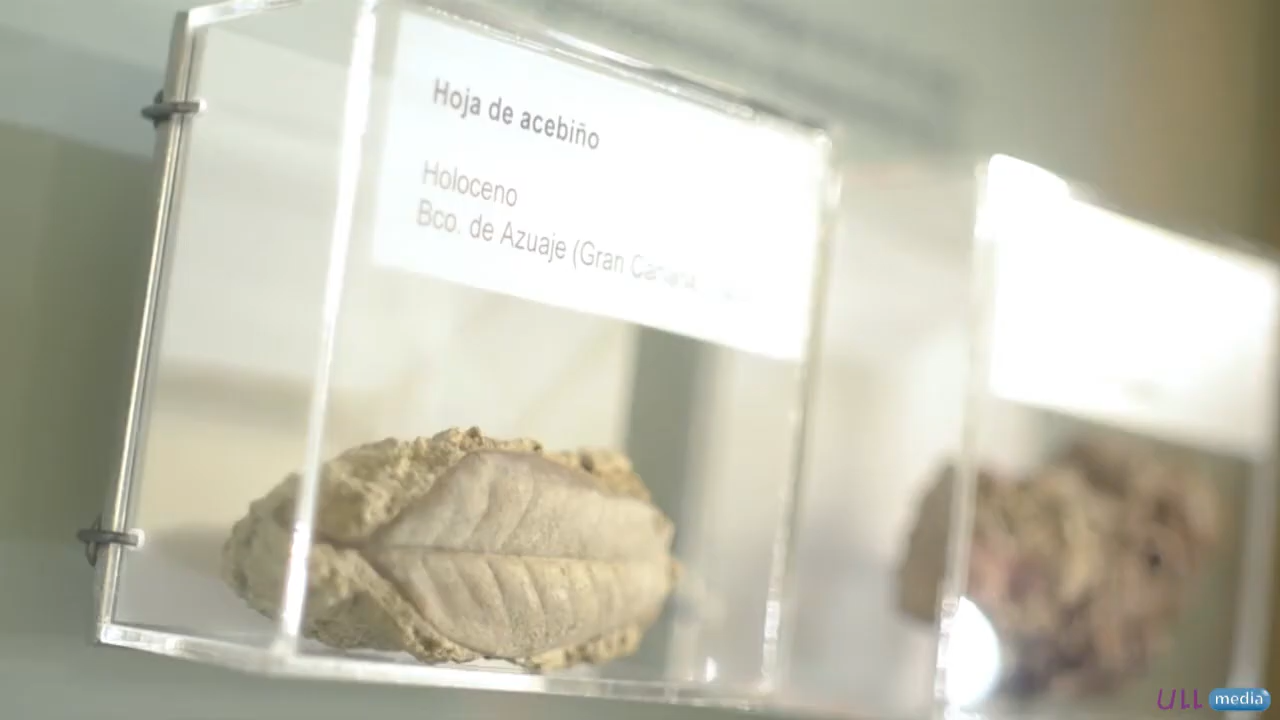 Hoja de acebiño
Holoceno
Bco. de Azuaje (Gran Canaria)
ULL media